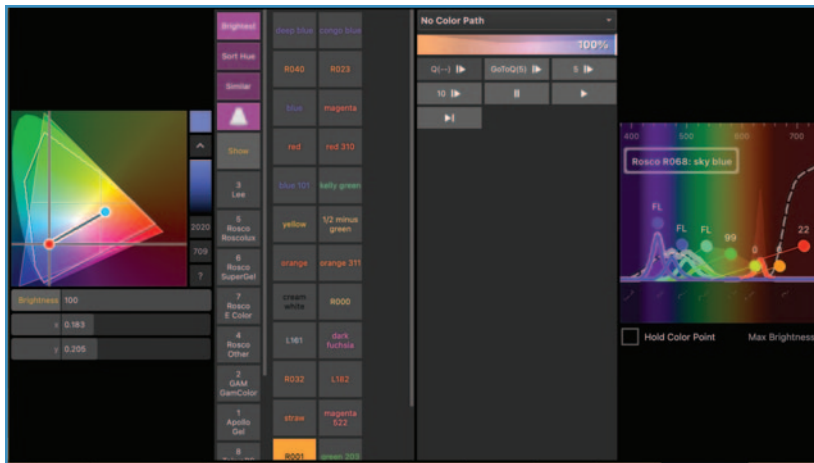 Brightest
Sort Hue
Similar
Show
3
Lee
5
Rosco
Roscolux
6
Rosco
SuperGel
7
Rosco
E Color
4
Rosco
Other
2
GAM
GamColor
1
Apollo
Gel
8
deep blue
congo blue
R040
R023
blue
magenta
red
red 310
blue 101
kelly green
yellow
1/2 minus
green
orange
orange 311
cream
white
R000
L161
dark
fuchsia
R032
L182
straw
magenta
522
R001
green 203
2020
709
?
Brightness 100
x 0.183
y 0.205
No Color Path
100%
Q(--)
GoToQ(5)
5
10
400
500
600
700
Rosco R068: sky blue
FL
FL
FL
99
0
6
22
Hold Color Point
Max Brightness